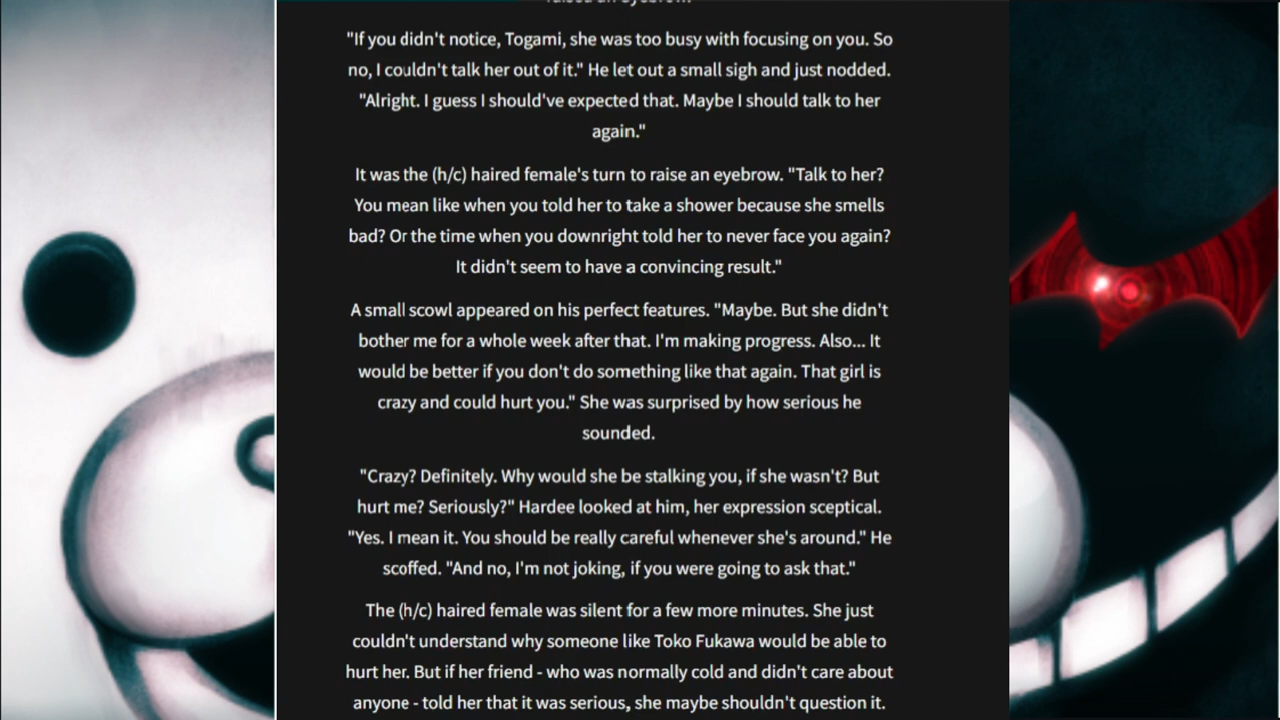 "If you didn't notice, Togami, she was too busy with focusing on you. So
no, I couldn't talk her out of it." He let out a small sigh and just nodded.
"Alright. I guess I should've expected that. Maybe I should talk to her
again."
It was the (h/c) haired female's turn to raise an eyebrow. "Talk to her?
You mean like when you told her to take a shower because she smells
bad? Or the time when you downright told her to never face you again?
It didn't seem to have a convincing result."
A small scowl appeared on his perfect features. "Maybe. But she didn't
bother me for a whole week after that. I'm making progress. Also... It
would be better if you don't do something like that again. That girl is
crazy and could hurt you." She was surprised by how serious he
sounded.
"Crazy? Definitely. Why would she be stalking you, if she wasn't? But
hurt me? Seriously?" Hardee looked at him, her expression sceptical.
"Yes. I mean it. You should be really careful whenever she's around." He
scoffed. "And no, I'm not joking, if you were going to ask that."
The (h/c) haired female was silent for a few more minutes. She just
couldn't understand why someone like Toko Fukawa would be able to
hurt her. But if her friend - who was normally cold and didn't care about
anyone - told her that it was serious, she maybe shouldn't question it.